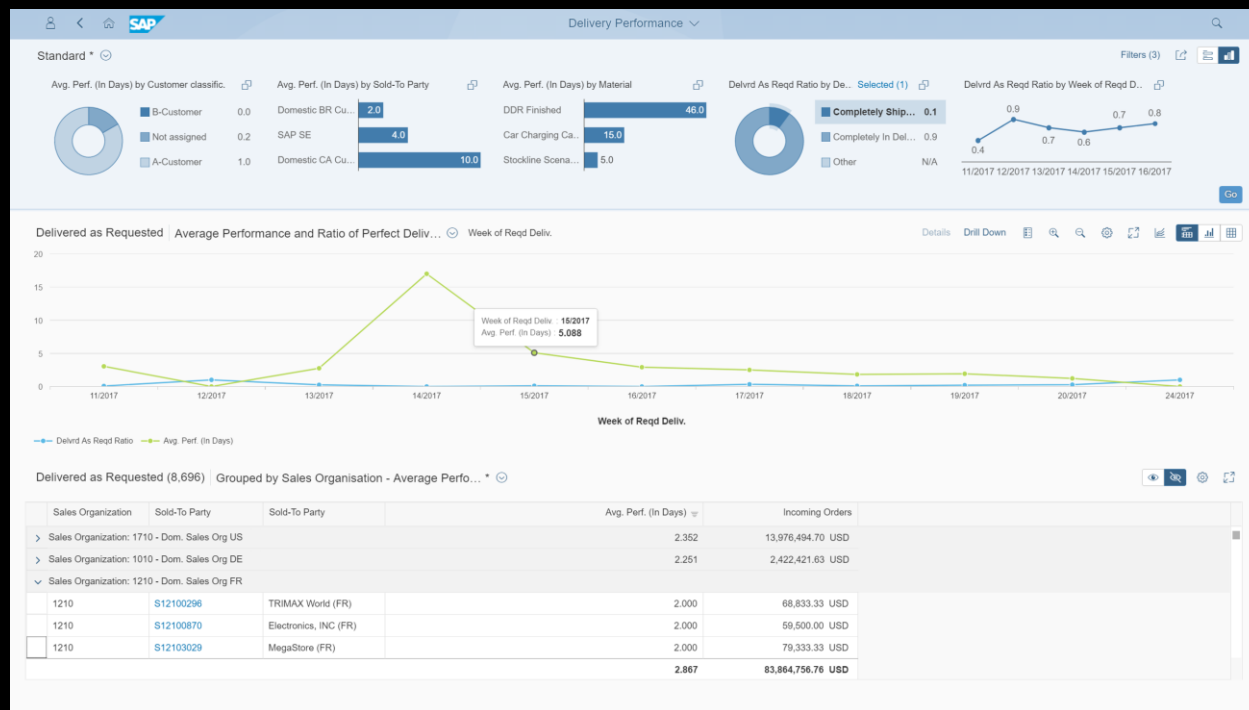 SAP
Delivery Performance
Standard *
Filters (3)
Avg. Perf. (In Days) by Customer classific.
B-Customer 0.0
Not assigned 0.2
A-Customer 1.0
Avg. Perf. (In Days) by Sold-To Party
Domestic BR Cu... 2.0
SAP SE 4.0
Domestic CA Cu... 10.0
Avg. Perf. (In Days) by Material
DDR Finished 46.0
Car Charging Ca... 15.0
Stockline Scena... 5.0
Delvrd As Reqd Ratio by De... Selected (1)
Completely Ship... 0.1
Completely In Del... 0.9
Other N/A
Delvrd As Reqd Ratio by Week of Reqd D..
0.4 0.9 0.7 0.6 0.7 0.8
11/2017 12/2017 13/2017 14/2017 15/2017 16/2017
Go
Delivered as Requested Average Performance and Ratio of Perfect Deliv... Week of Reqd Deliv.
Details Drill Down
20
15
10
5
0
Week of Reqd Deliv. : 15/2017
Avg. Perf. (In Days) : 5.088
11/2017 12/2017 13/2017 14/2017 15/2017 16/2017 17/2017 18/2017 19/2017 20/2017 24/2017
Week of Reqd Deliv.
Delvrd As Reqd Ratio Avg. Perf. (In Days)
Delivered as Requested (8,696) Grouped by Sales Organisation - Average Perfo... *
Sales Organization Sold-To Party Sold-To Party Avg. Perf. (In Days) Incoming Orders
Sales Organization: 1710 - Dom. Sales Org US 2.352 13,976,494.70 USD
Sales Organization: 1010 - Dom. Sales Org DE 2.251 2,422,421.63 USD
Sales Organization: 1210 - Dom. Sales Org FR
1210 S12100296 TRIMAX World (FR) 2.000 68,833.33 USD
1210 S12100870 Electronics, INC (FR) 2.000 59,500.00 USD
1210 S12103029 MegaStore (FR) 2.000 79,333.33 USD
2.867 83,864,756.76 USD